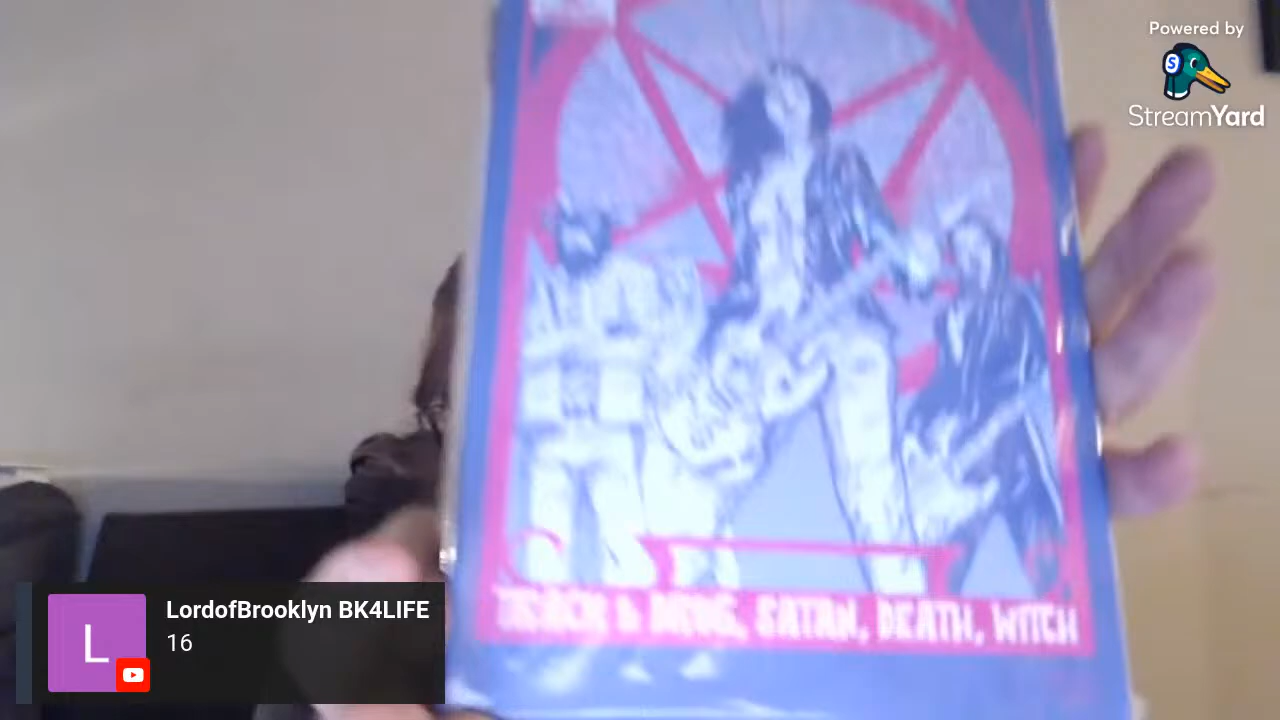 Powered by
StreamYard
SATAN, DEATH, WITCH
LordofBrooklyn BK4LIFE
16
L